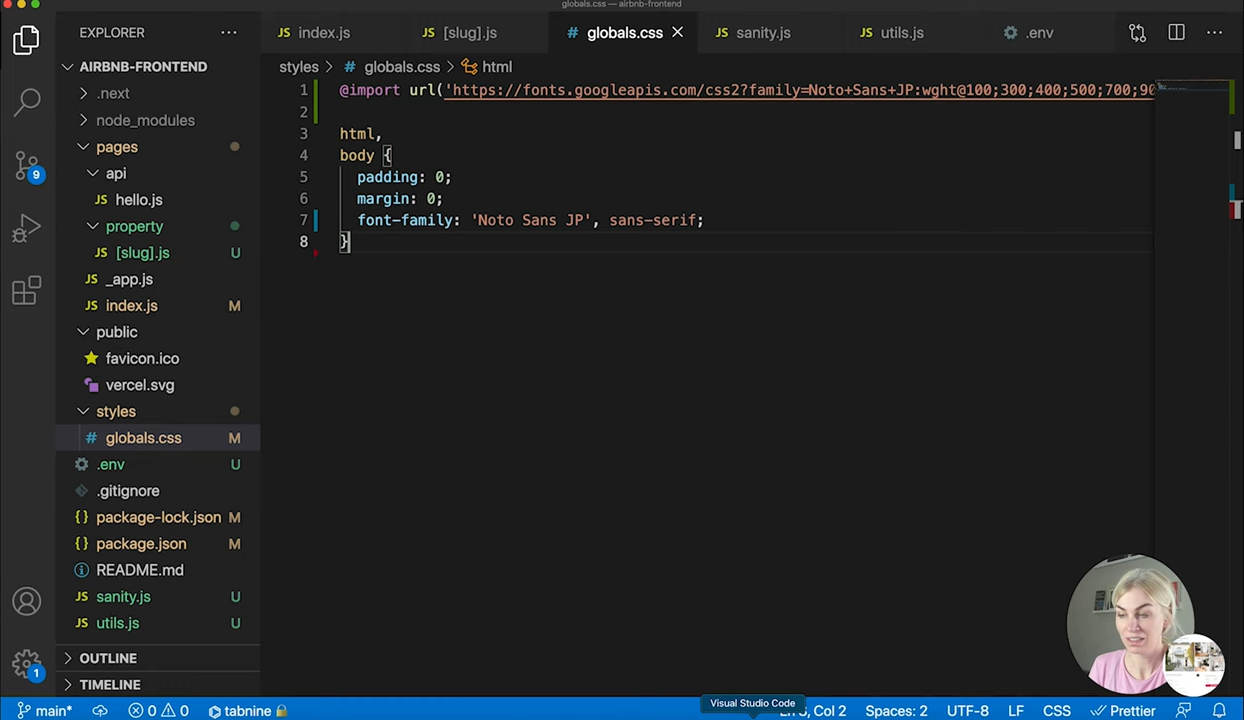 globals.css — airbnb-frontend
EXPLORER
index.js
[slug].js
globals.css
sanity.js
utils.js
.env
AIRBNB-FRONTEND
.next
node_modules
pages
api
hello.js
property
[slug].js U
_app.js
index.js M
public
favicon.ico
vercel.svg
styles
globals.css M
.env U
.gitignore
package-lock.json M
package.json M
README.md
sanity.js U
utils.js U
OUTLINE
TIMELINE
styles > # globals.css > html
1 @import url('https://fonts.googleapis.com/css2?family=Noto+Sans+JP:wght@100;300;400;500;700;90
2
3 html,
4 body {
5 padding: 0;
6 margin: 0;
7 font-family: 'Noto Sans JP', sans-serif;
8 }
9
1
Visual Studio Code
main* 0 0 tabnine Col 2 Spaces: 2 UTF-8 LF CSS Prettier